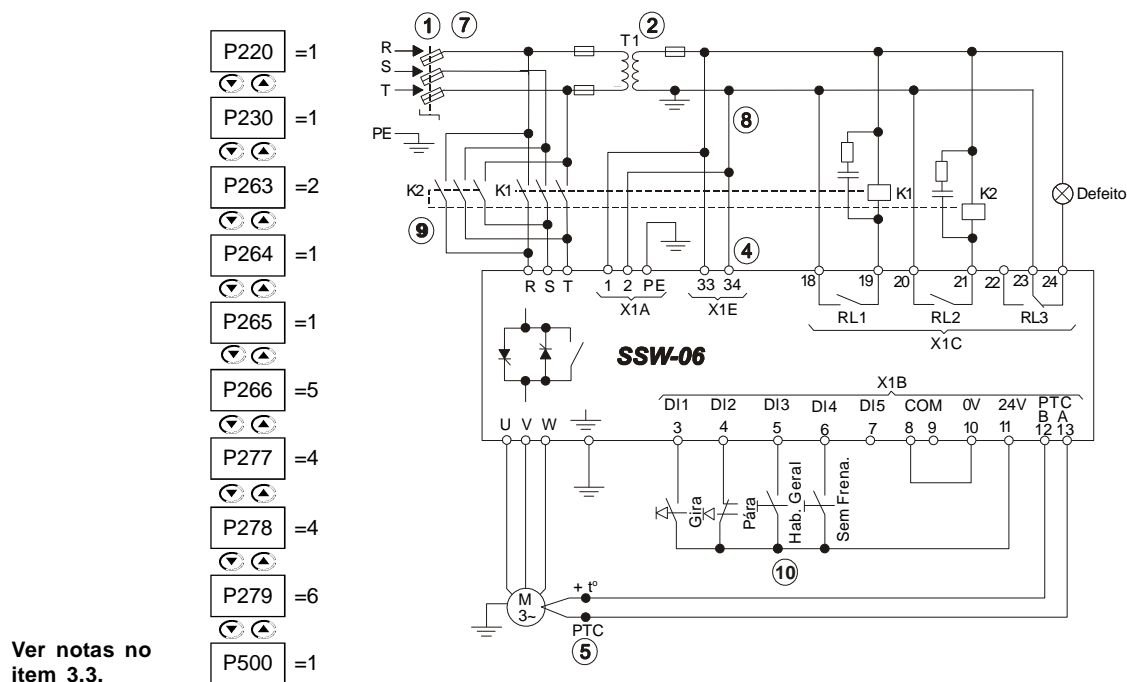 P220 =1
P230 =1
P263 =2
P264 =1
P265 =1
P266 =5
P277 =4
P278 =4
P279 =6
P500 =1
Ver notas no
item 3.3.
1 7 2
T1
R
S
T
PE
8
K2 K1 K1 K2 Defeito
9 4
R S T 1 2 PE 33 34 18 19 20 21 22 23 24
X1A X1E RL1 RL2 RL3
X1C
SSW-06
X1B
DI1 DI2 DI3 DI4 DI5 COM 0V 24V PTC
B A
U V W 3 4 5 6 7 8 9 10 11 12 13
Gira
Pára
Hab. Geral
Sem Frena.
10
+ tº
M
3~
PTC
5